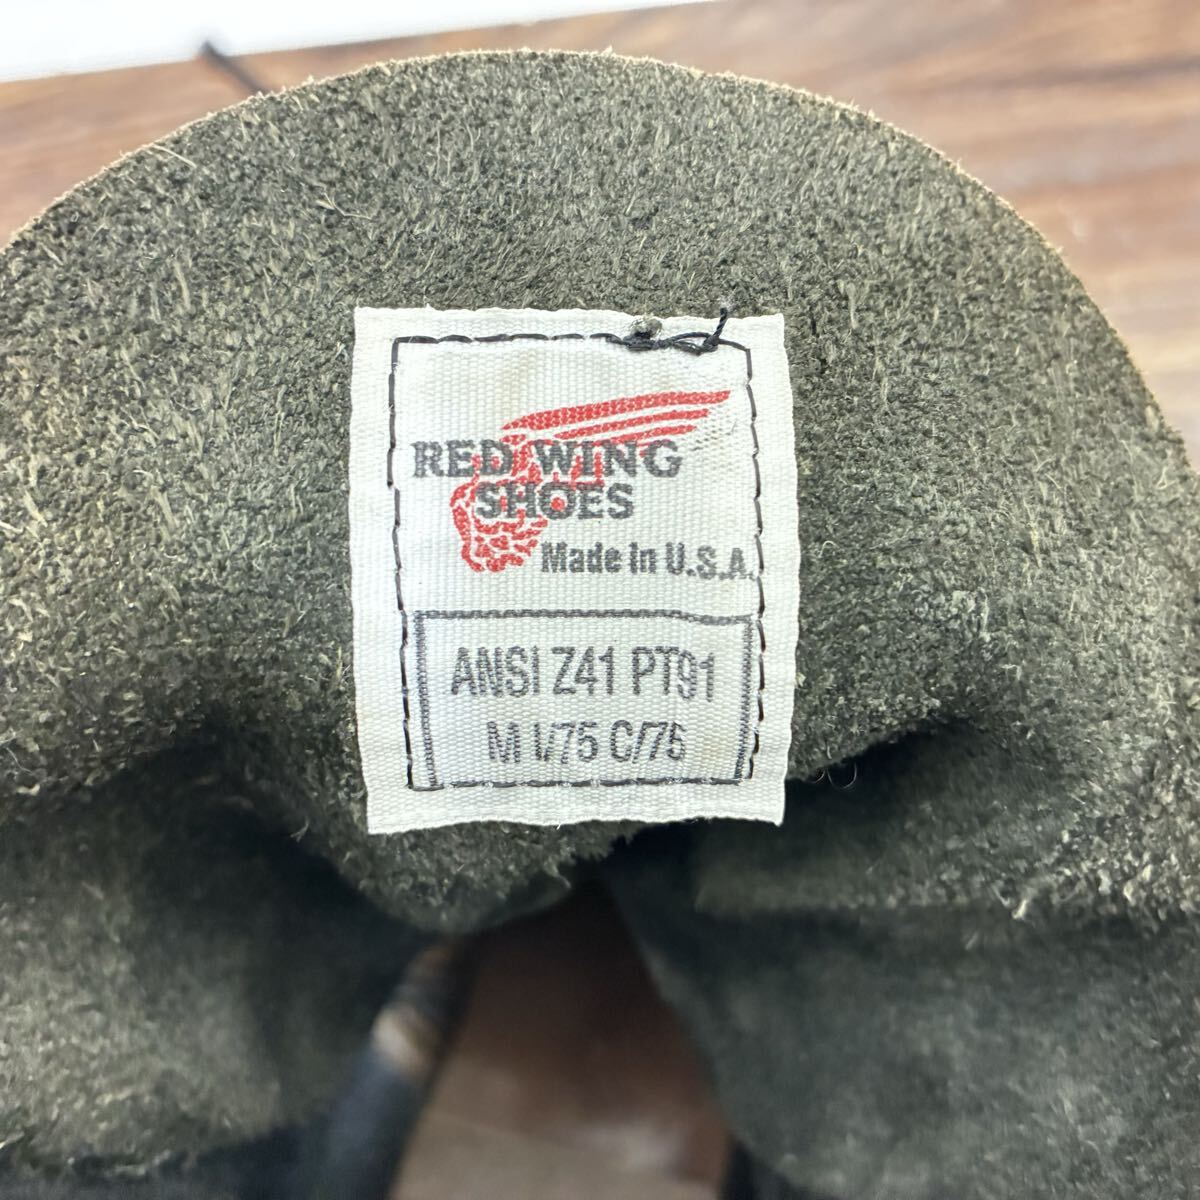 RED WING
SHOES
Made in U.S.A.
ANSI Z41 PT91
M I/75 C/75